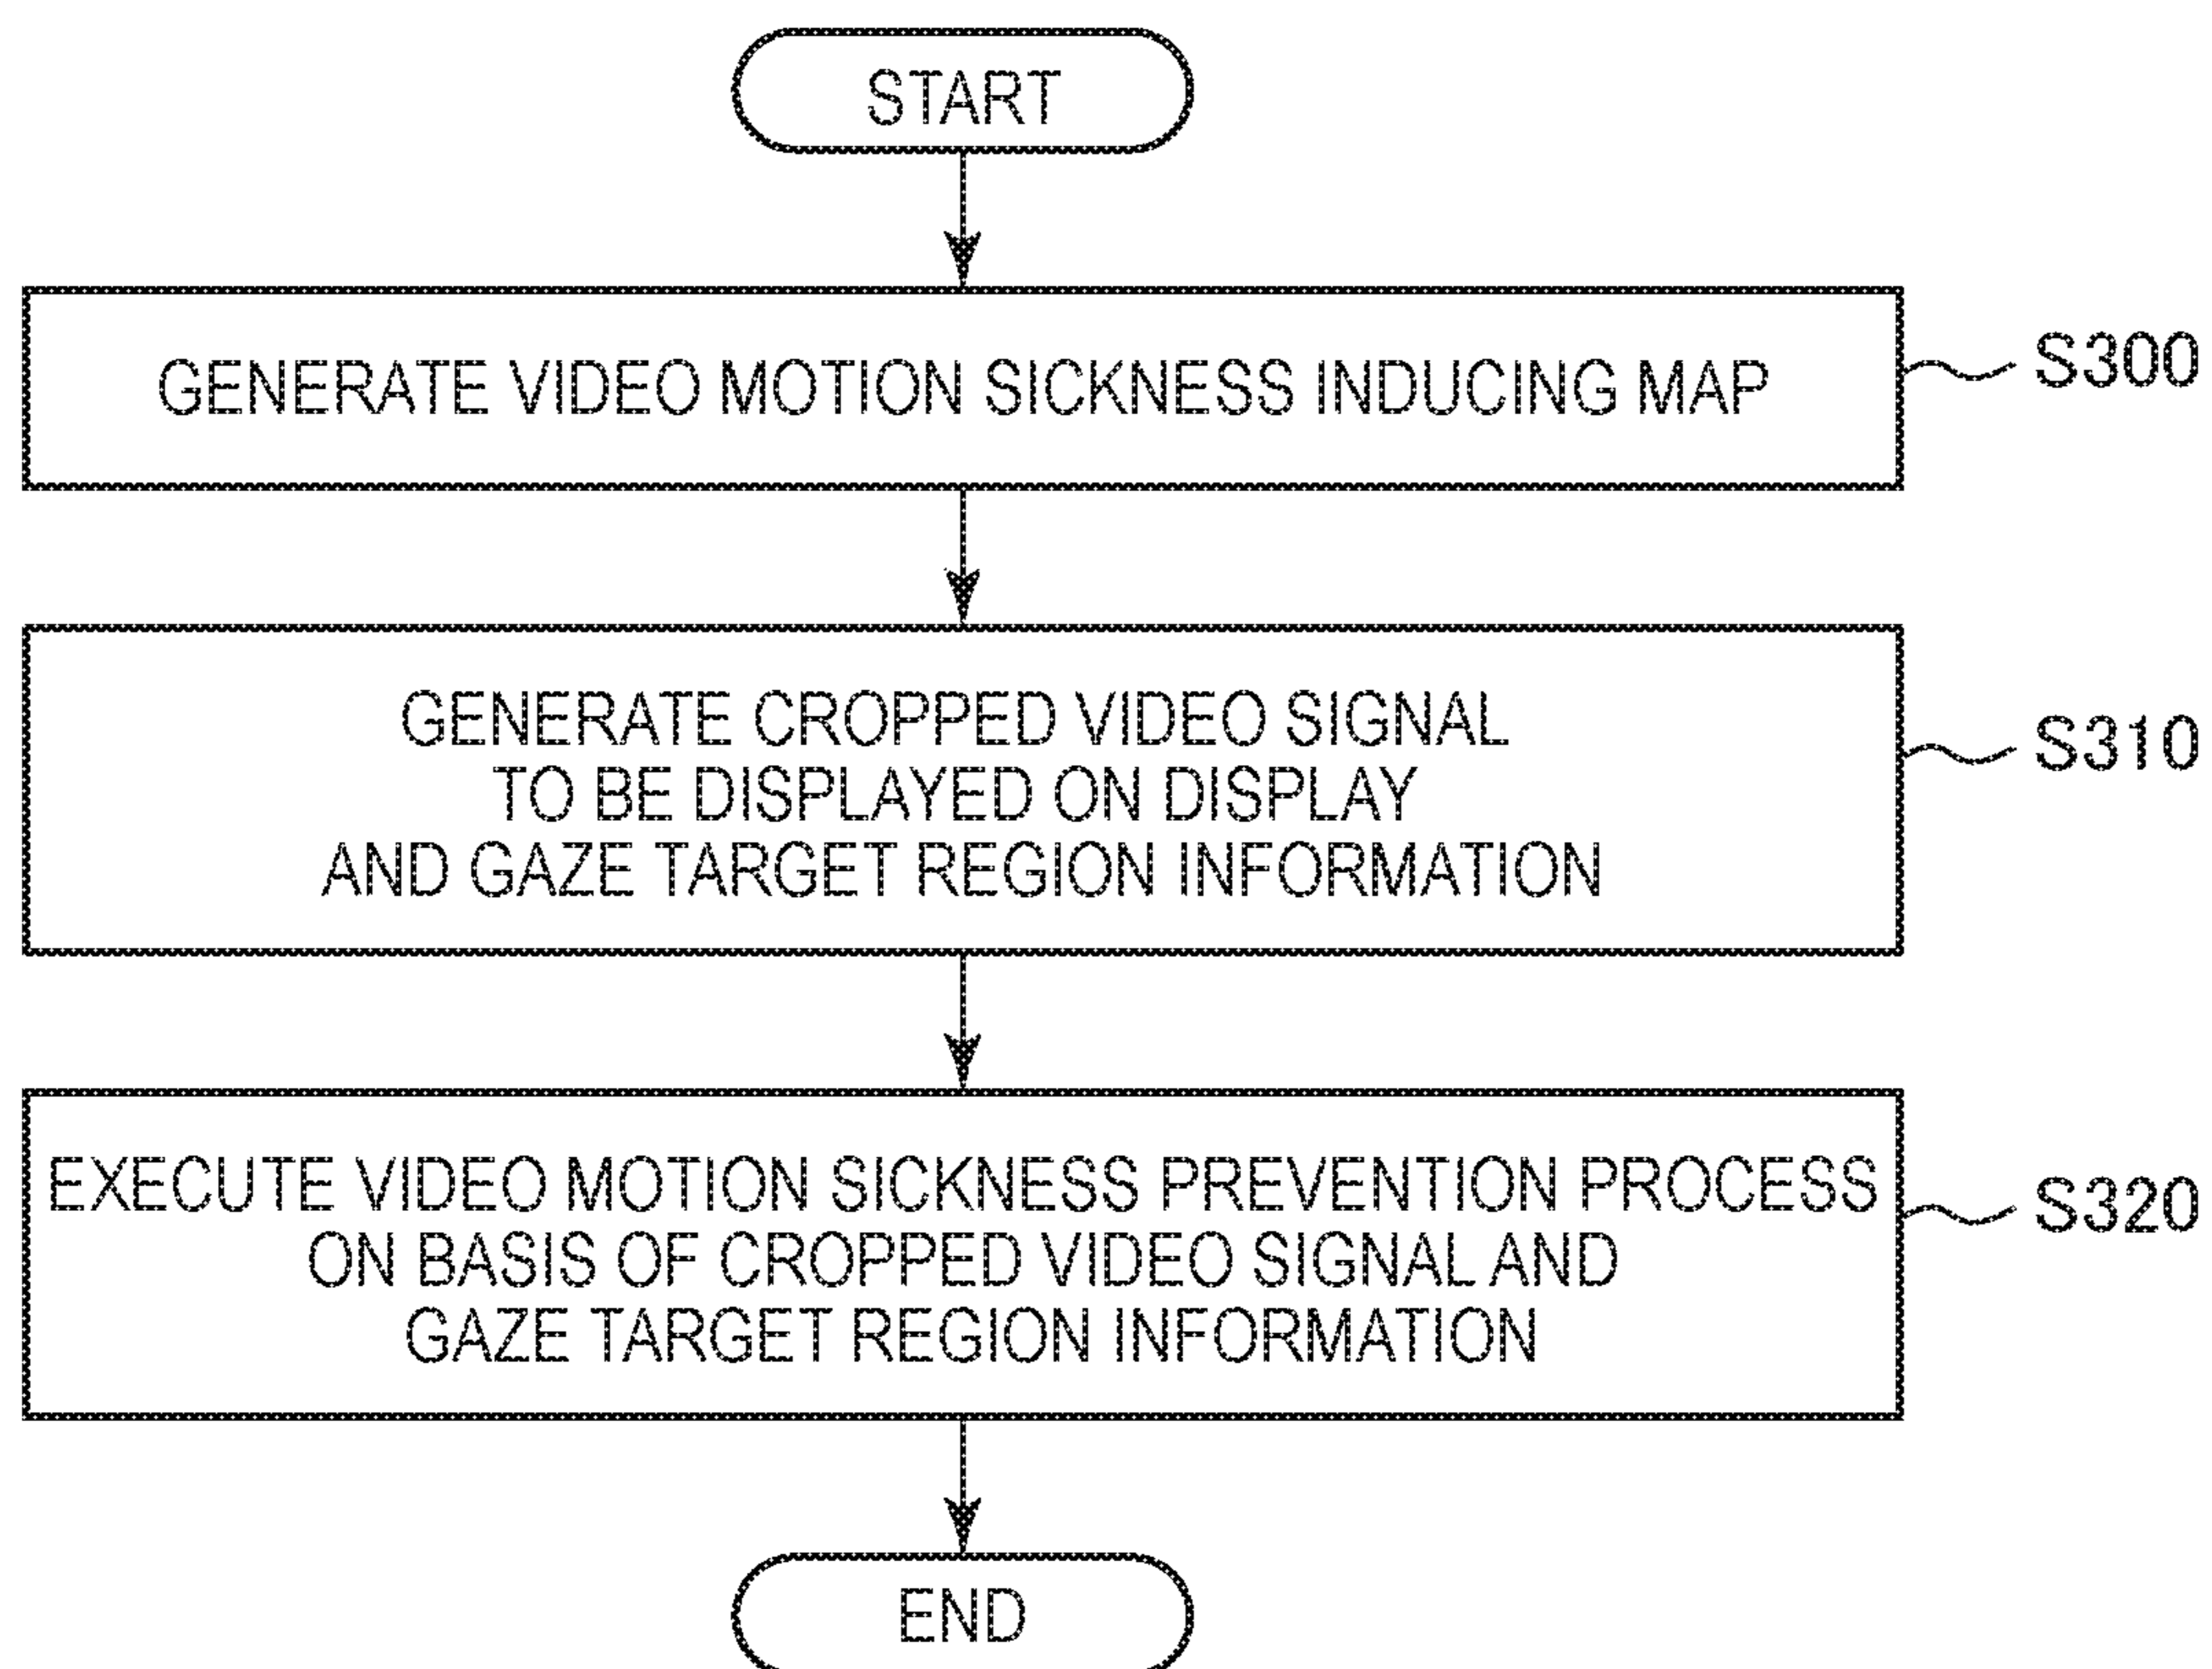 START
GENERATE VIDEO MOTION SICKNESS INDUCING MAP
S300
GENERATE CROPPED VIDEO SIGNAL
TO BE DISPLAYED ON DISPLAY
AND GAZE TARGET REGION INFORMATION
S310
EXECUTE VIDEO MOTION SICKNESS PREVENTION PROCESS
ON BASIS OF CROPPED VIDEO SIGNAL AND
GAZE TARGET REGION INFORMATION
S320
END